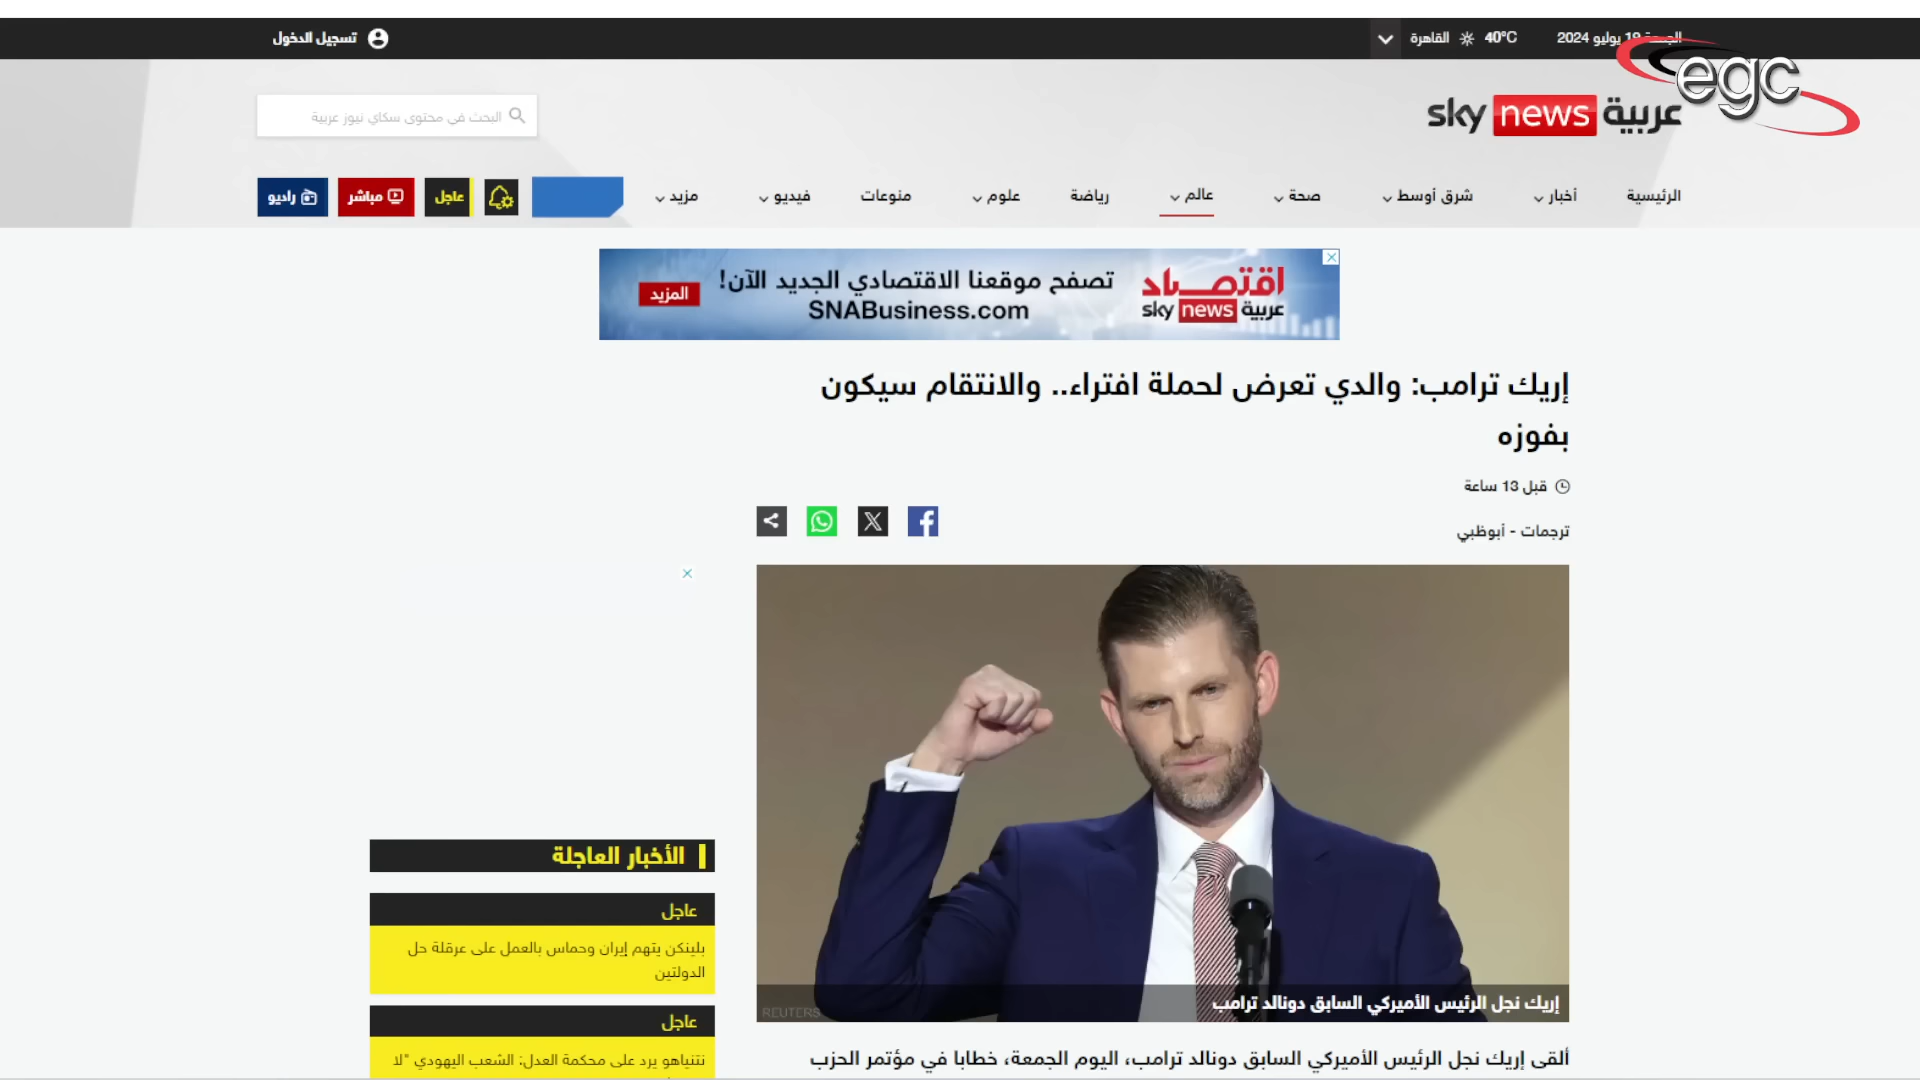 الجمعة 19 يوليو 2024
40°C القاهرة
تسجيل الدخول
egc
sky news عربية
البحث في محتوى سكاي نيوز عربية
الرئيسية أخبار شرق أوسط صحة عالم رياضة علوم منوعات فيديو مزيد
عاجل مباشر راديو
اقتصاد
sky news عربية
تصفح موقعنا الاقتصادي الجديد الآن!
SNABusiness.com
المزيد
إريك ترامب: والدي تعرض لحملة افتراء.. والانتقام سيكون
بفوزه
قبل 13 ساعة
ترجمات - أبوظبي
إريك نجل الرئيس الأميركي السابق دونالد ترامب
REUTERS
ألقى إريك نجل الرئيس الأميركي السابق دونالد ترامب، اليوم الجمعة، خطابا في مؤتمر الحزب
الأخبار العاجلة
عاجل
بلينكن يتهم إيران وحماس بالعمل على عرقلة حل
الدولتين
عاجل
نتنياهو يرد على محكمة العدل: الشعب اليهودي "لا